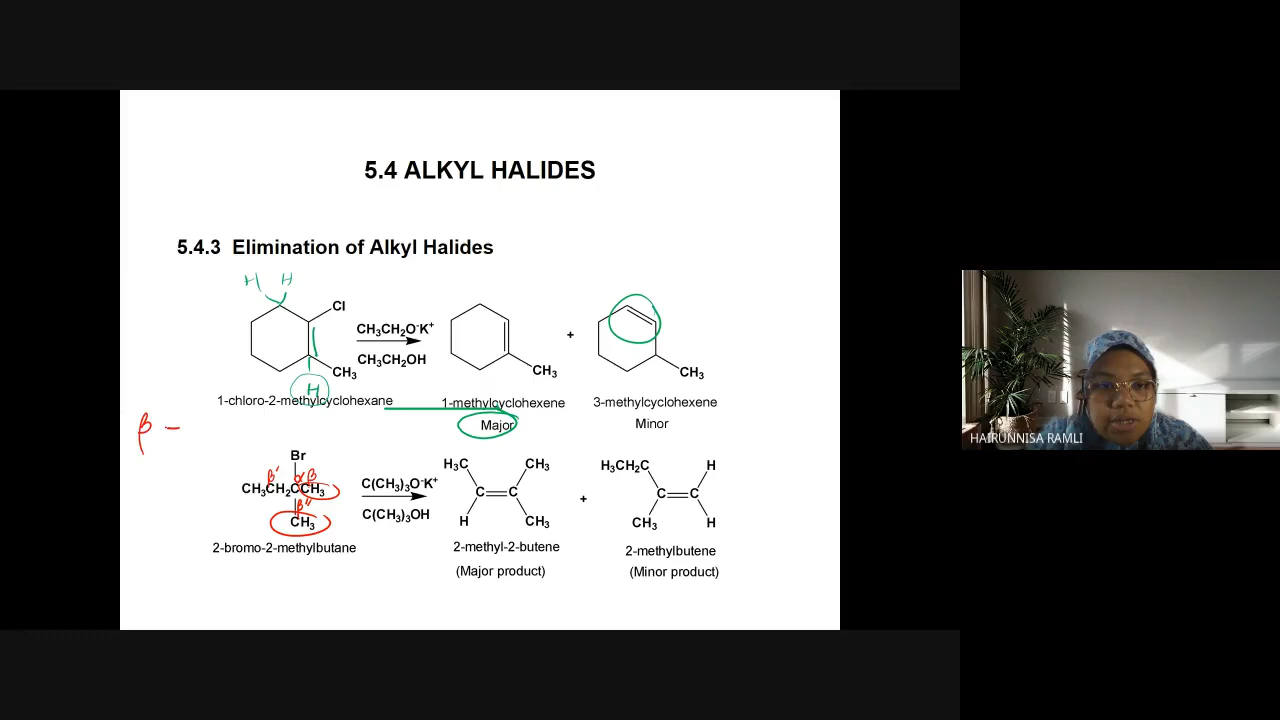 5.4 ALKYL HALIDES
5.4.3 Elimination of Alkyl Halides
H H
Cl
CH₃CH₂O⁻K⁺
CH₃CH₂OH
+
CH₃
H
CH₃
CH₃
1-chloro-2-methylcyclohexane
1-methylcyclohexene
3-methylcyclohexene
Major
Minor
β –
Br
β' α β
CH₃CH₂CCH₃
β''
CH₃
C(CH₃)₃O⁻K⁺
C(CH₃)₃OH
H₃C CH₃
C=C
H CH₃
+
H₃CH₂C H
C=C
CH₃ H
2-bromo-2-methylbutane
2-methyl-2-butene
2-methylbutene
(Major product)
(Minor product)
HAIRUNNISA RAMLI